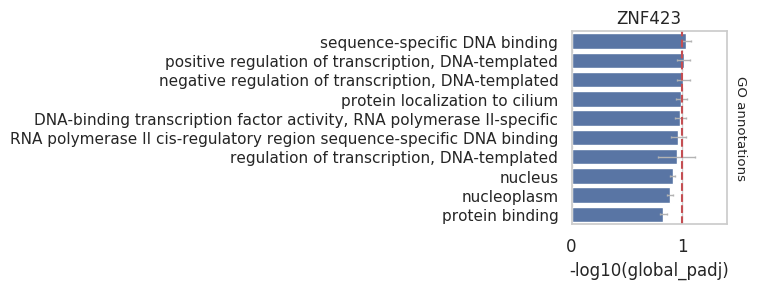 ZNF423
sequence-specific DNA binding
positive regulation of transcription, DNA-templated
negative regulation of transcription, DNA-templated
protein localization to cilium
DNA-binding transcription factor activity, RNA polymerase II-specific
RNA polymerase II cis-regulatory region sequence-specific DNA binding
regulation of transcription, DNA-templated
nucleus
nucleoplasm
protein binding
GO annotations
0 1
-log10(global_padj)